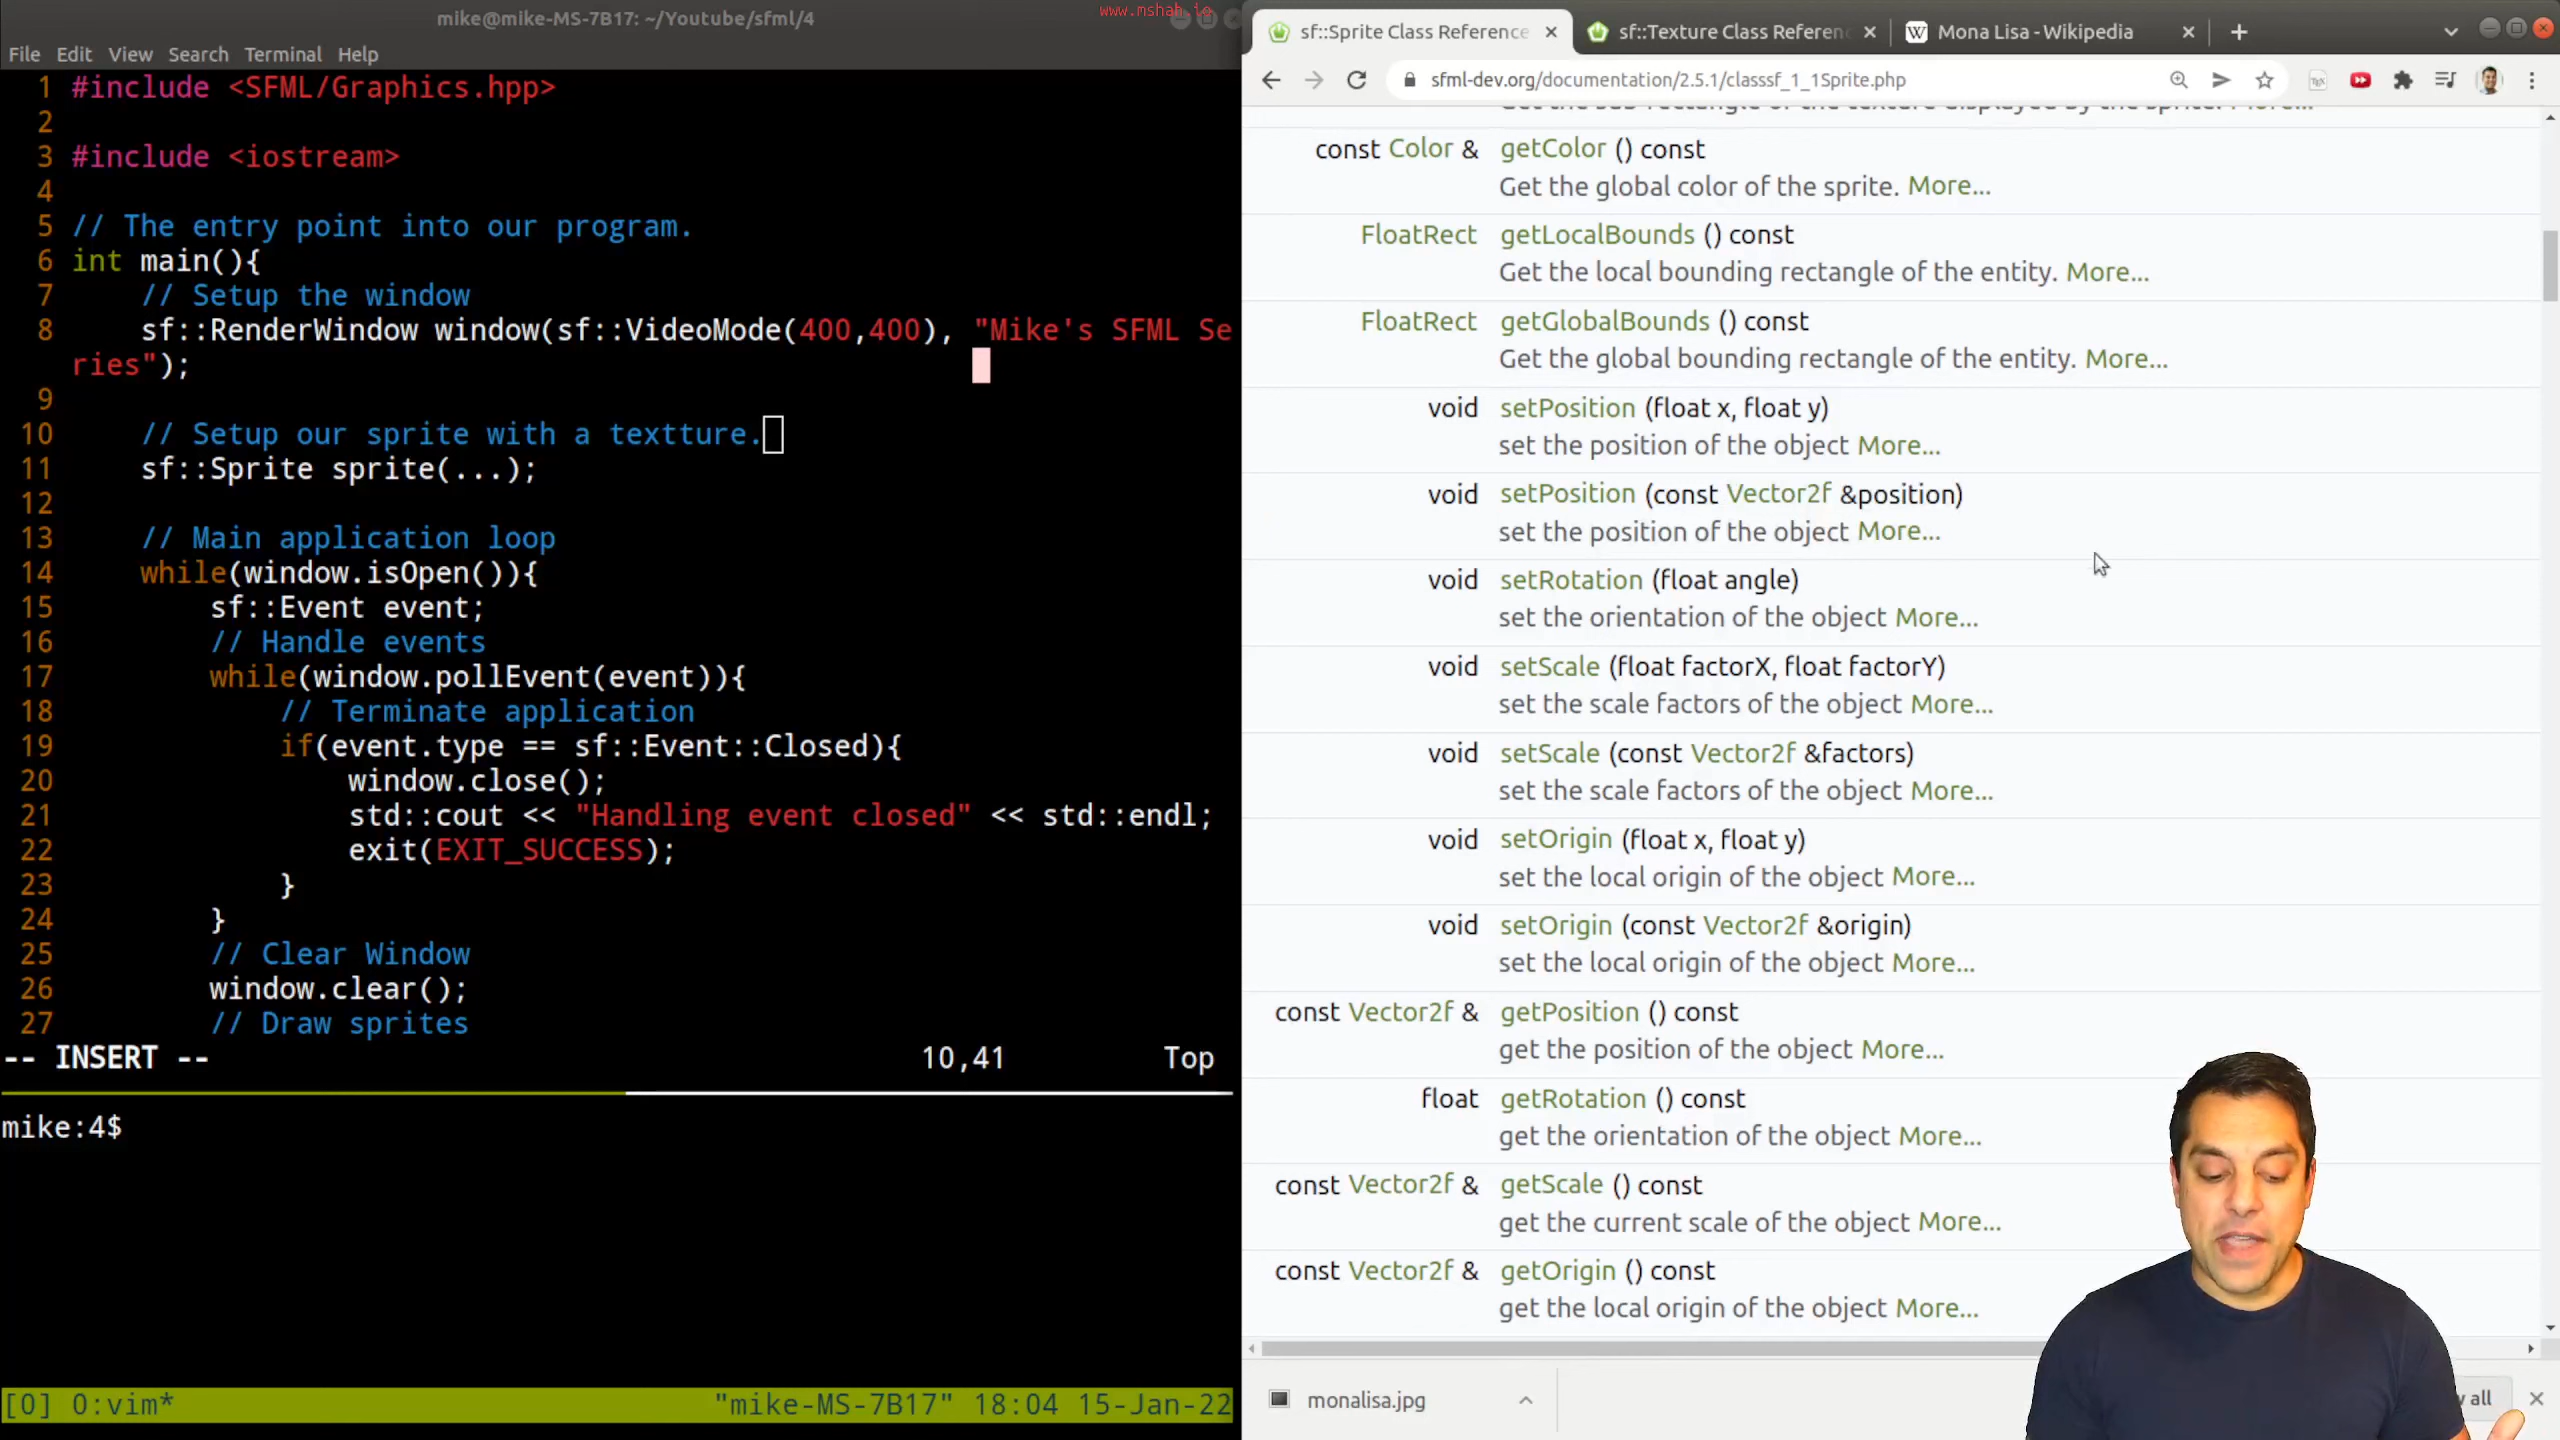 mike@mike-MS-7B17: ~/Youtube/sfml/4
www.mshah.io
File Edit View Search Terminal Help
1 #include <SFML/Graphics.hpp>
2
3 #include <iostream>
4
5 // The entry point into our program.
6 int main(){
7 // Setup the window
8 sf::RenderWindow window(sf::VideoMode(400,400), "Mike's SFML Se
ries");
9
10 // Setup our sprite with a textture.
11 sf::Sprite sprite(...);
12
13 // Main application loop
14 while(window.isOpen()){
15 sf::Event event;
16 // Handle events
17 while(window.pollEvent(event)){
18 // Terminate application
19 if(event.type == sf::Event::Closed){
20 window.close();
21 std::cout << "Handling event closed" << std::endl;
22 exit(EXIT_SUCCESS);
23 }
24 }
25 // Clear Window
26 window.clear();
27 // Draw sprites
-- INSERT -- 10,41 Top
mike:4$
[0] 0:vim* "mike-MS-7B17" 18:04 15-Jan-22
sf::Sprite Class Reference sf::Texture Class Referen Mona Lisa - Wikipedia
sfml-dev.org/documentation/2.5.1/classsf_1_1Sprite.php
Get the sub-rectangle of the texture displayed by the sprite. More...
const Color & getColor () const
Get the global color of the sprite. More...
FloatRect getLocalBounds () const
Get the local bounding rectangle of the entity. More...
FloatRect getGlobalBounds () const
Get the global bounding rectangle of the entity. More...
void setPosition (float x, float y)
set the position of the object More...
void setPosition (const Vector2f &position)
set the position of the object More...
void setRotation (float angle)
set the orientation of the object More...
void setScale (float factorX, float factorY)
set the scale factors of the object More...
void setScale (const Vector2f &factors)
set the scale factors of the object More...
void setOrigin (float x, float y)
set the local origin of the object More...
void setOrigin (const Vector2f &origin)
set the local origin of the object More...
const Vector2f & getPosition () const
get the position of the object More...
float getRotation () const
get the orientation of the object More...
const Vector2f & getScale () const
get the current scale of the object More...
const Vector2f & getOrigin () const
get the local origin of the object More...
monalisa.jpg
all